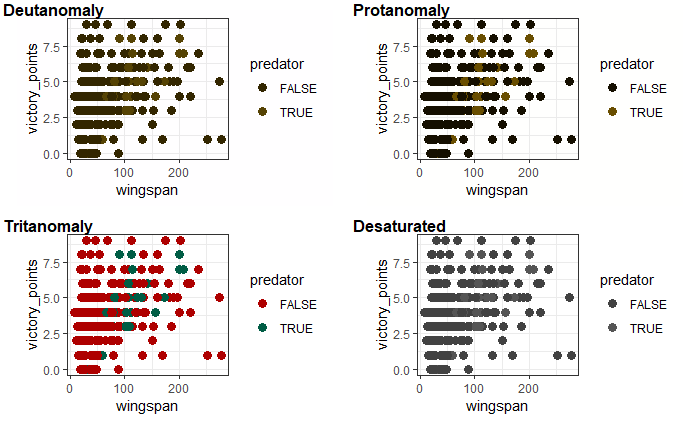 Deutanomaly
victory_points
7.5
5.0
2.5
0.0
0
100
200
wingspan
predator
FALSE
TRUE
Protanomaly
victory_points
7.5
5.0
2.5
0.0
0
100
200
wingspan
predator
FALSE
TRUE
Tritanomaly
victory_points
7.5
5.0
2.5
0.0
0
100
200
wingspan
predator
FALSE
TRUE
Desaturated
victory_points
7.5
5.0
2.5
0.0
0
100
200
wingspan
predator
FALSE
TRUE